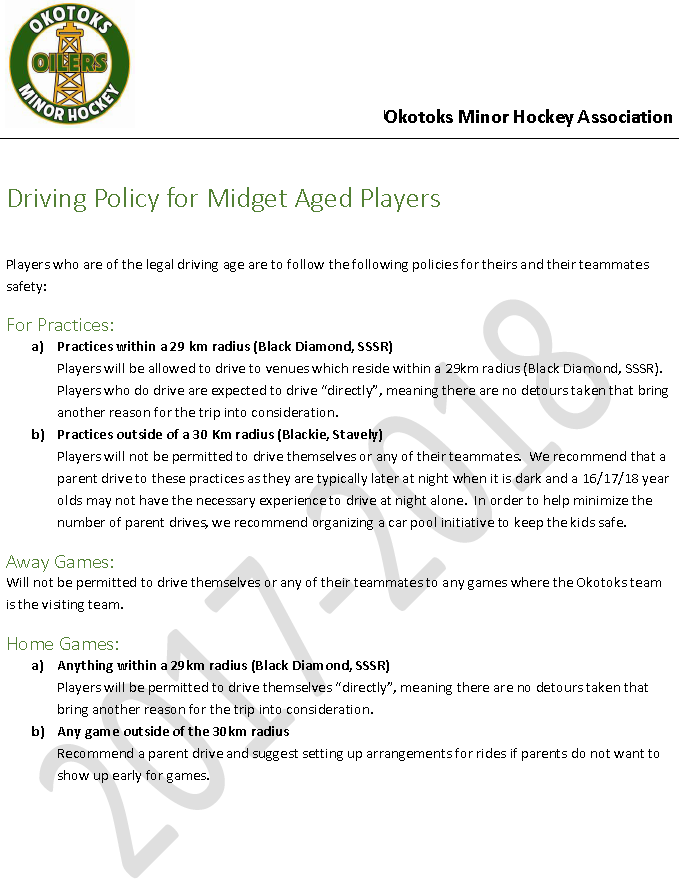 OKOTOKS
OILERS
MINOR HOCKEY
Okotoks Minor Hockey Association
Driving Policy for Midget Aged Players
Players who are of the legal driving age are to follow the following policies for theirs and their teammates
safety:
For Practices:
a) Practices within a 29 km radius (Black Diamond, SSSR)
Players will be allowed to drive to venues which reside within a 29km radius (Black Diamond, SSSR).
Players who do drive are expected to drive “directly”, meaning there are no detours taken that bring
another reason for the trip into consideration.
b) Practices outside of a 30 Km radius (Blackie, Stavely)
Players will not be permitted to drive themselves or any of their teammates. We recommend that a
parent drive to these practices as they are typically later at night when it is dark and a 16/17/18 year
olds may not have the necessary experience to drive at night alone. In order to help minimize the
number of parent drives, we recommend organizing a car pool initiative to keep the kids safe.
Away Games:
Will not be permitted to drive themselves or any of their teammates to any games where the Okotoks team
is the visiting team.
Home Games:
a) Anything within a 29km radius (Black Diamond, SSSR)
Players will be permitted to drive themselves “directly”, meaning there are no detours taken that
bring another reason for the trip into consideration.
b) Any game outside of the 30km radius
Recommend a parent drive and suggest setting up arrangements for rides if parents do not want to
show up early for games.
2017-2018